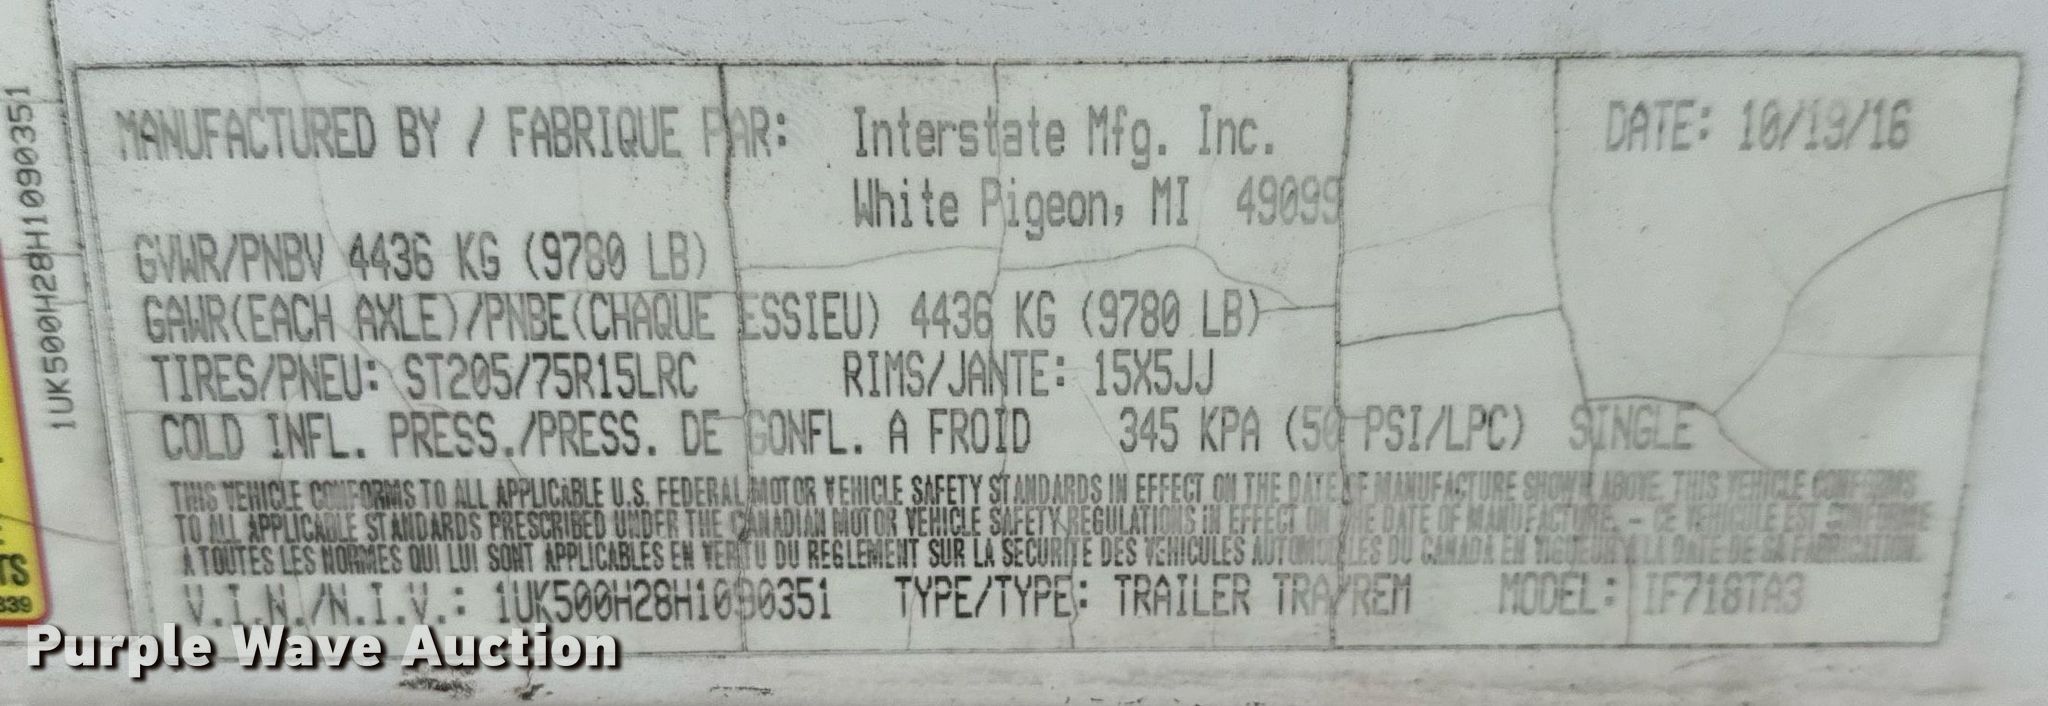 1UK500H28H1090351
MANUFACTURED BY / FABRIQUE PAR: Interstate Mfg. Inc. DATE: 10/19/16
White Pigeon, MI 49099
GVWR/PNBV 4436 KG (9780 LB)
GAWR(EACH AXLE)/PNBE(CHAQUE ESSIEU) 4436 KG (9780 LB)
TIRES/PNEU: ST205/75R15LRC RIMS/JANTE: 15X5JJ
COLD INFL. PRESS./PRESS. DE GONFL. A FROID 345 KPA (50 PSI/LPC) SINGLE
THIS VEHICLE CONFORMS TO ALL APPLICABLE U.S. FEDERAL MOTOR VEHICLE SAFETY STANDARDS IN EFFECT ON THE DATE OF MANUFACTURE SHOWN ABOVE. THIS VEHICLE CONFORMS
TO ALL APPLICABLE STANDARDS PRESCRIBED UNDER THE CANADIAN MOTOR VEHICLE SAFETY REGULATIONS IN EFFECT ON THE DATE OF MANUFACTURE. - CE VEHICULE EST CONFORME
A TOUTES LES NORMES QUI LUI SONT APPLICABLES EN VERTU DU REGLEMENT SUR LA SECURITE DES VEHICULES AUTOMOBILES DU CANADA EN VIGUEUR A LA DATE DE SA FABRICATION.
V.I.N./N.I.V.: 1UK500H28H1090351 TYPE/TYPE: TRAILER TRA/REM MODEL: IF718TA3
TS
339
Purple Wave Auction